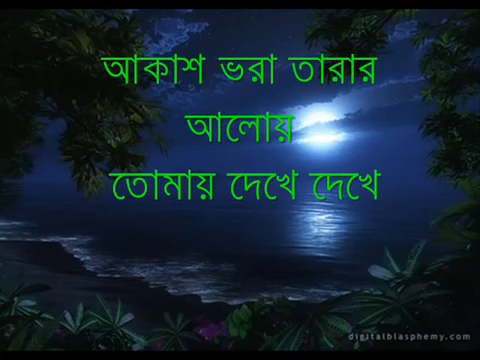 আকাশ ভরা তারার
আলোয়
তোমায় দেখে দেখে
digitalblasphemy.com